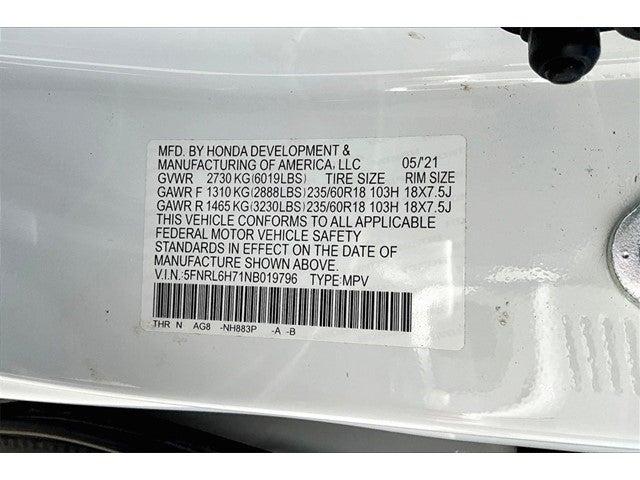 MFD. BY HONDA DEVELOPMENT &
MANUFACTURING OF AMERICA, LLC 05/'21
GVWR 2730 KG(6019LBS) TIRE SIZE RIM SIZE
GAWR F 1310 KG(2888LBS) 235/60R18 103H 18X7.5J
GAWR R 1465 KG(3230LBS) 235/60R18 103H 18X7.5J
THIS VEHICLE CONFORMS TO ALL APPLICABLE
FEDERAL MOTOR VEHICLE SAFETY
STANDARDS IN EFFECT ON THE DATE OF
MANUFACTURE SHOWN ABOVE.
V.I.N.:5FNRL6H71NB019796 TYPE:MPV
THR N AG8 -NH883P -A -B